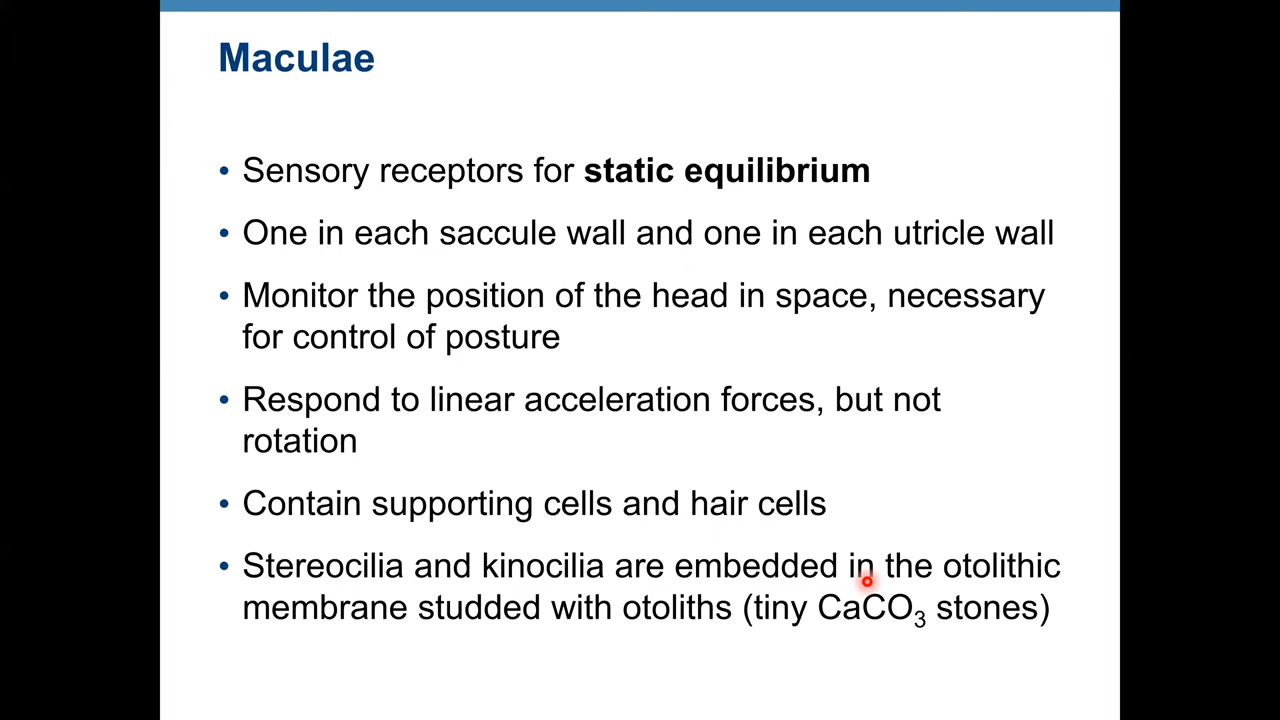 Maculae
• Sensory receptors for static equilibrium
• One in each saccule wall and one in each utricle wall
• Monitor the position of the head in space, necessary
for control of posture
• Respond to linear acceleration forces, but not
rotation
• Contain supporting cells and hair cells
• Stereocilia and kinocilia are embedded in the otolithic
membrane studded with otoliths (tiny CaCO₃ stones)